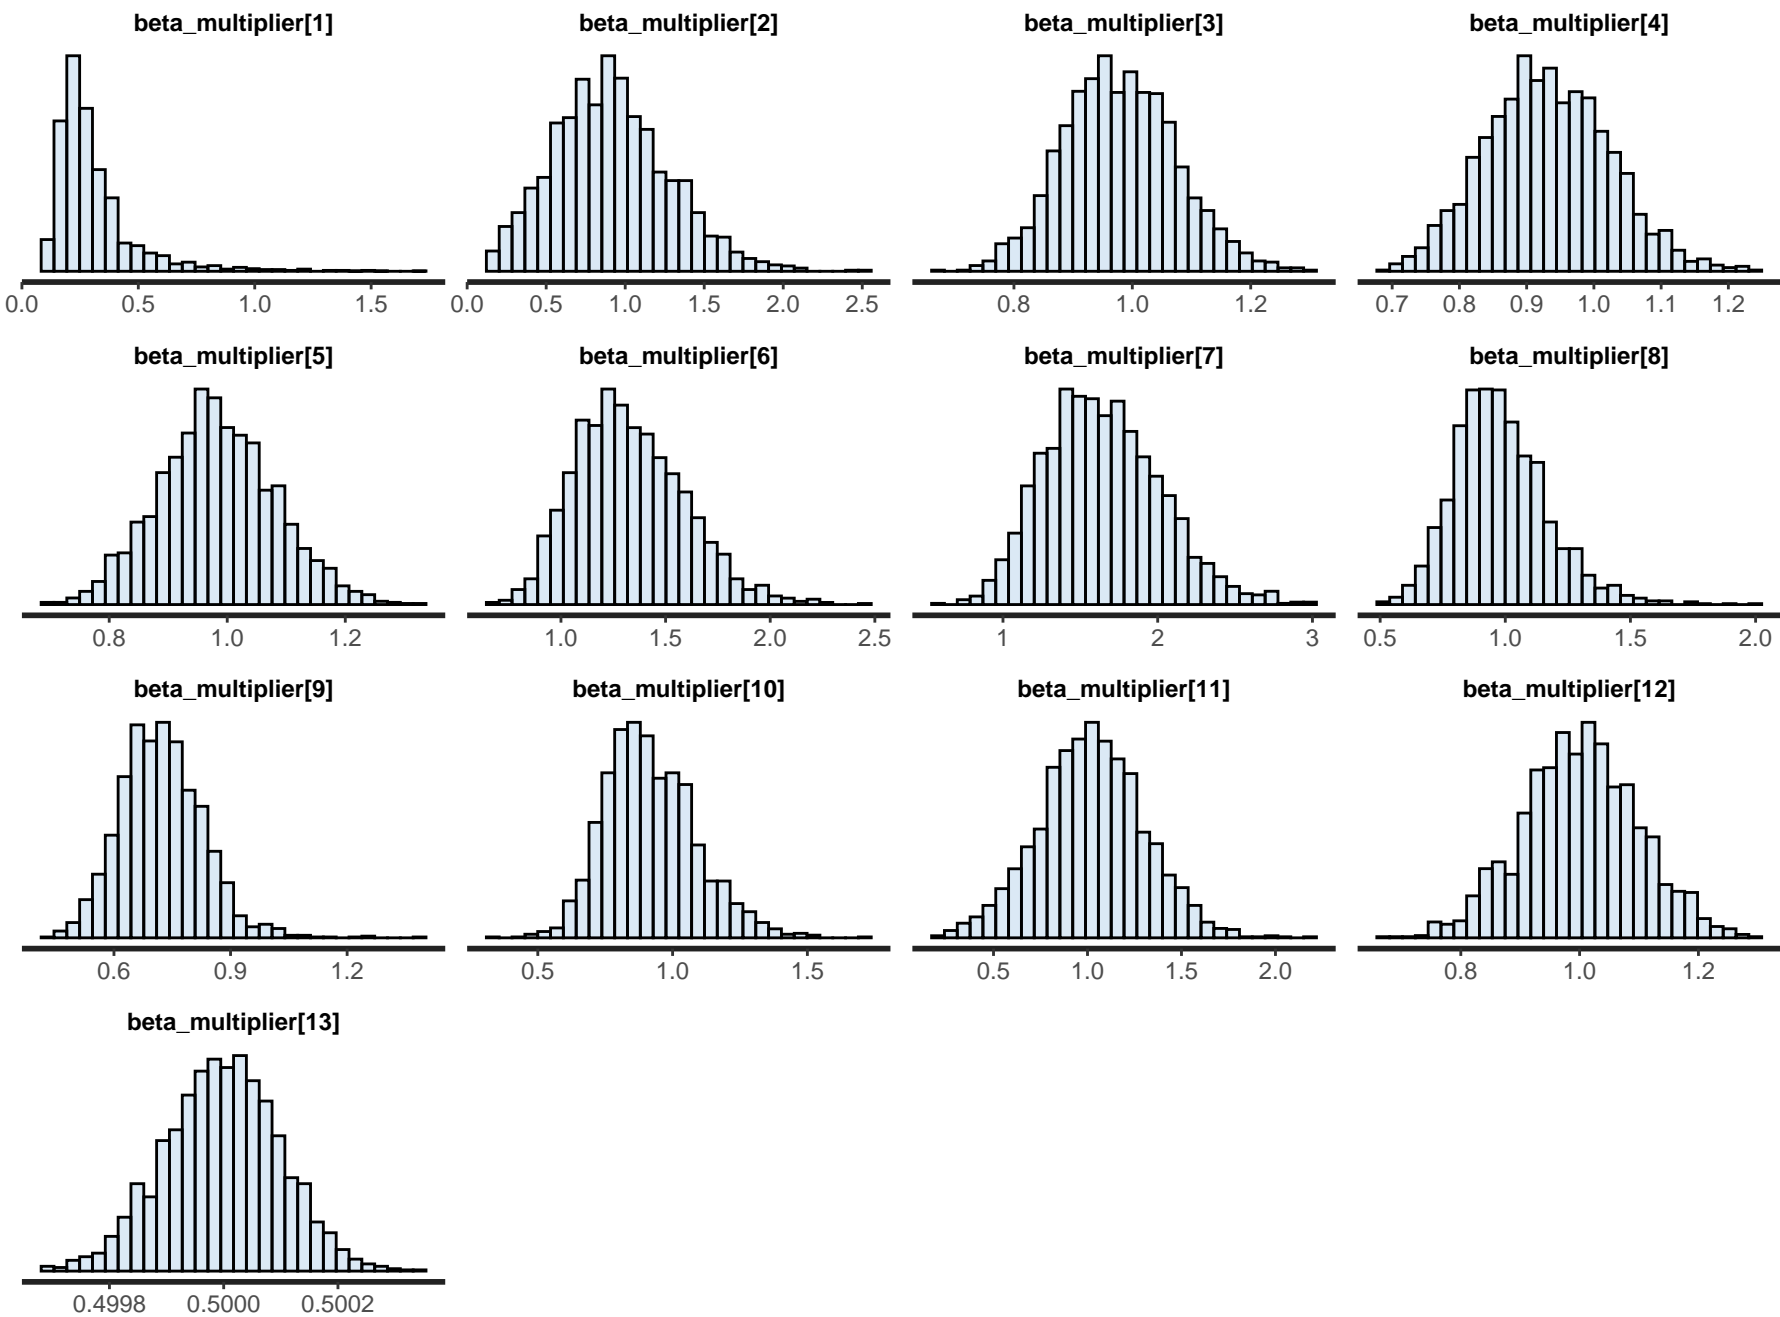 beta_multiplier[1] beta_multiplier[2] beta_multiplier[3] beta_multiplier[4]
0.0 0.5 1.0 1.5 0.0 0.5 1.0 1.5 2.0 2.5 0.8 1.0 1.2 0.7 0.8 0.9 1.0 1.1 1.2
beta_multiplier[5] beta_multiplier[6] beta_multiplier[7] beta_multiplier[8]
0.8 1.0 1.2 1.0 1.5 2.0 2.5 1 2 3 0.5 1.0 1.5 2.0
beta_multiplier[9] beta_multiplier[10] beta_multiplier[11] beta_multiplier[12]
0.6 0.9 1.2 0.5 1.0 1.5 0.5 1.0 1.5 2.0 0.8 1.0 1.2
beta_multiplier[13]
0.4998 0.5000 0.5002